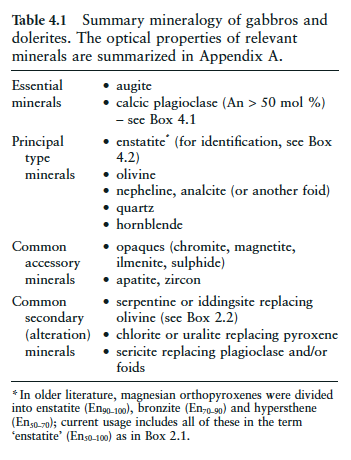 Table 4.1 Summary mineralogy of gabbros and
dolerites. The optical properties of relevant
minerals are summarized in Appendix A.
Essential • augite
minerals • calcic plagioclase (An > 50 mol %)
– see Box 4.1
Principal • enstatite* (for identification, see Box
type 4.2)
minerals • olivine
• nepheline, analcite (or another foid)
• quartz
• hornblende
Common • opaques (chromite, magnetite,
accessory ilmenite, sulphide)
minerals • apatite, zircon
Common • serpentine or iddingsite replacing
secondary olivine (see Box 2.2)
(alteration) • chlorite or uralite replacing pyroxene
minerals • sericite replacing plagioclase and/or
foids
* In older literature, magnesian orthopyroxenes were divided
into enstatite (En90–100), bronzite (En70-90) and hypersthene
(En50–70); current usage includes all of these in the term
‘enstatite’ (En50-100) as in Box 2.1.